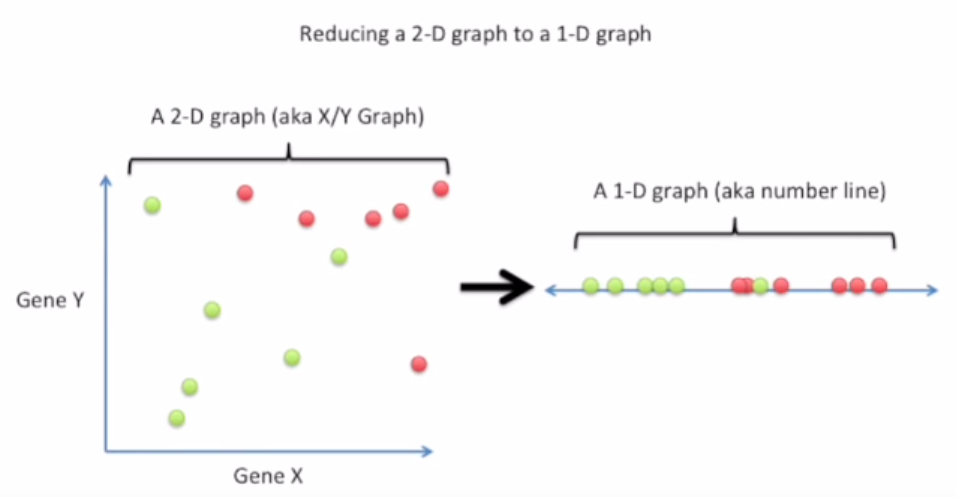 Reducing a 2-D graph to a 1-D graph
A 2-D graph (aka X/Y Graph)
A 1-D graph (aka number line)
Gene Y
Gene X